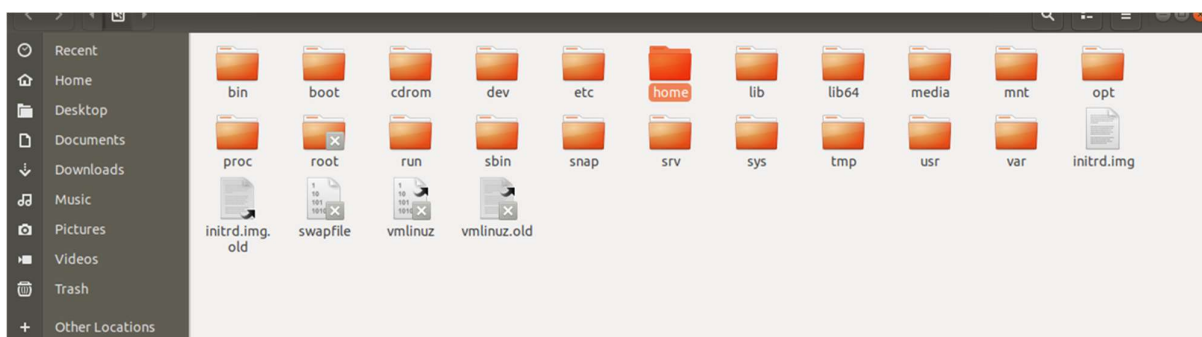 Recent
Home
Desktop
Documents
Downloads
Music
Pictures
Videos
Trash
Other Locations
bin boot cdrom dev etc home lib lib64 media mnt opt
proc root run sbin snap srv sys tmp usr var initrd.img
initrd.img. swapfile vmlinuz vmlinuz.old
old